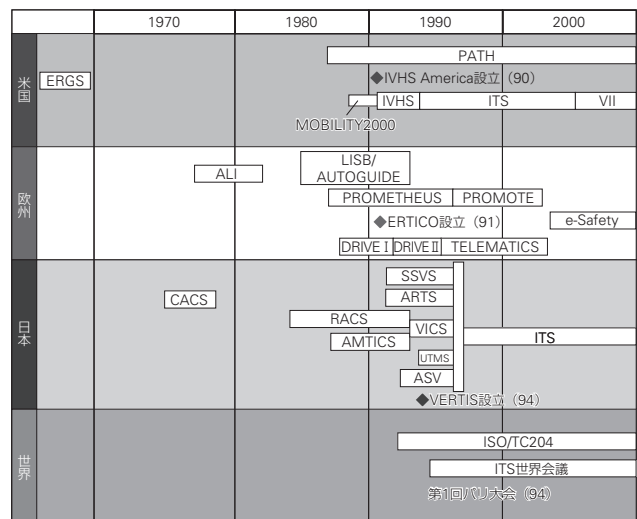 1970
1980
1990
2000
米国
PATH
ERGS
◆IVHS America設立（90）
IVHS
ITS
VII
MOBILITY2000
欧州
LISB/
AUTOGUIDE
ALI
PROMETHEUS
PROMOTE
◆ERTICO設立（91）
e-Safety
DRIVE Ⅰ
DRIVE Ⅱ
TELEMATICS
日本
SSVS
CACS
ARTS
RACS
VICS
ITS
AMTICS
UTMS
ASV
◆VERTIS設立（94）
世界
ISO/TC204
ITS世界会議
第1回パリ大会（94）